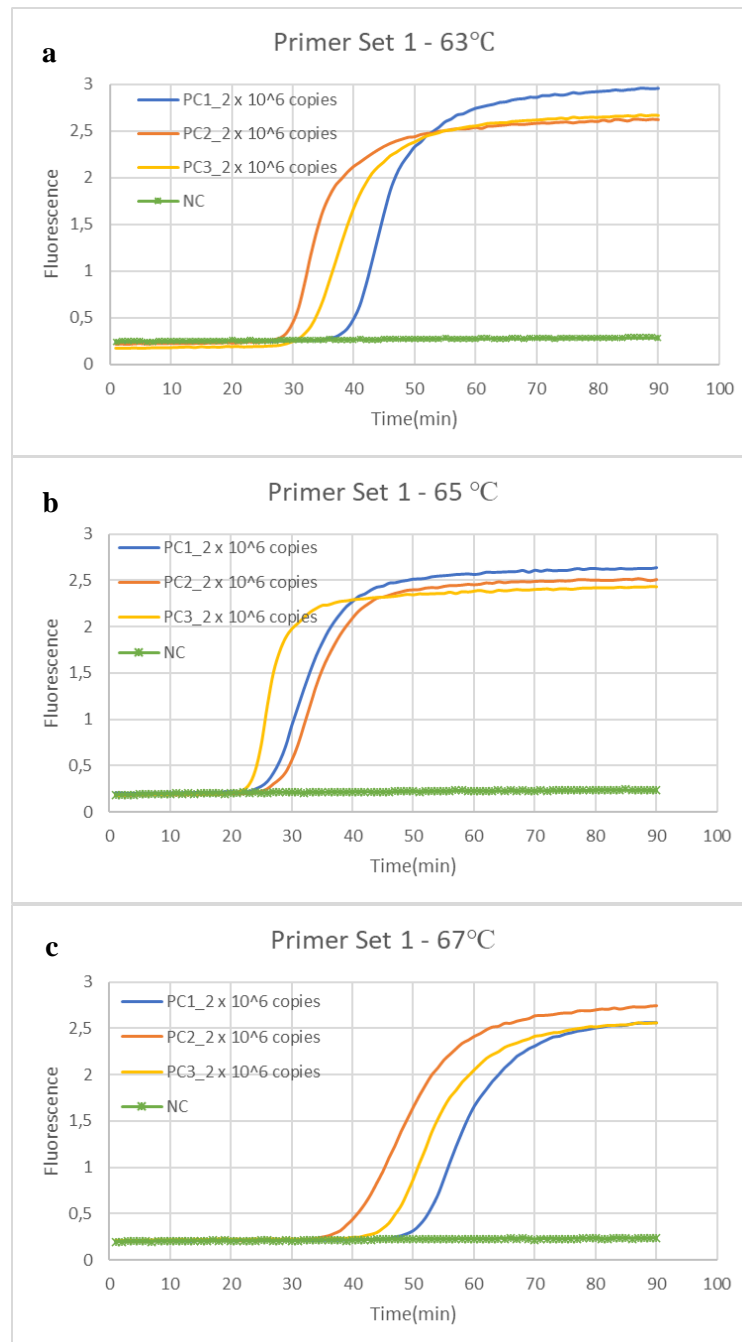 a
Primer Set 1 - 63℃
3
2,5
2
1,5
1
0,5
0
PC1_2 x 10^6 copies
PC2_2 x 10^6 copies
PC3_2 x 10^6 copies
NC
Fluorescence
0 10 20 30 40 50 60 70 80 90 100
Time(min)
b
Primer Set 1 - 65 ℃
3
2,5
2
1,5
1
0,5
0
PC1_2 x 10^6 copies
PC2_2 x 10^6 copies
PC3_2 x 10^6 copies
NC
Fluorescence
0 10 20 30 40 50 60 70 80 90 100
Time(min)
c
Primer Set 1 - 67℃
3
2,5
2
1,5
1
0,5
0
PC1_2 x 10^6 copies
PC2_2 x 10^6 copies
PC3_2 x 10^6 copies
NC
Fluorescence
0 10 20 30 40 50 60 70 80 90 100
Time(min)